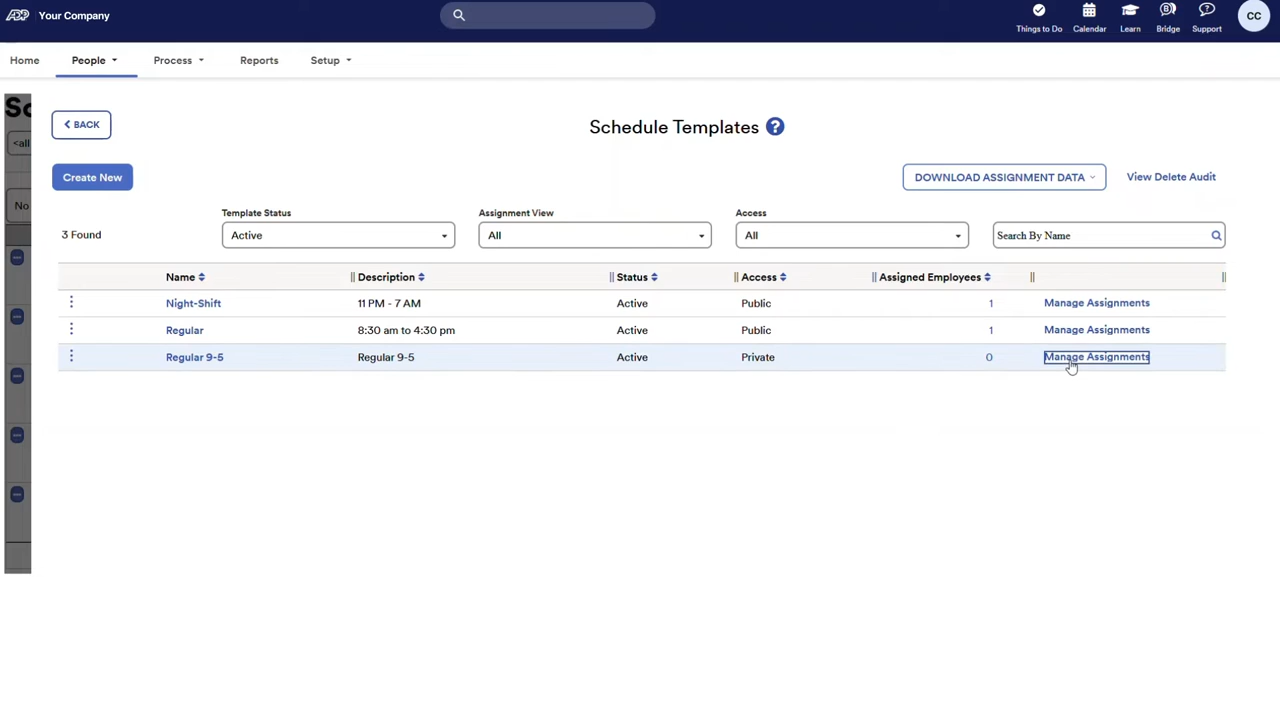 ADP Your Company
Things to Do Calendar Learn Bridge Support CC
Home People Process Reports Setup
BACK
Schedule Templates ?
Create New DOWNLOAD ASSIGNMENT DATA View Delete Audit
Template Status Assignment View Access
3 Found Active All All Search By Name
Name Description Status Access Assigned Employees
Night-Shift 11 PM - 7 AM Active Public 1 Manage Assignments
Regular 8:30 am to 4:30 pm Active Public 1 Manage Assignments
Regular 9-5 Regular 9-5 Active Private 0 Manage Assignments
<all
No